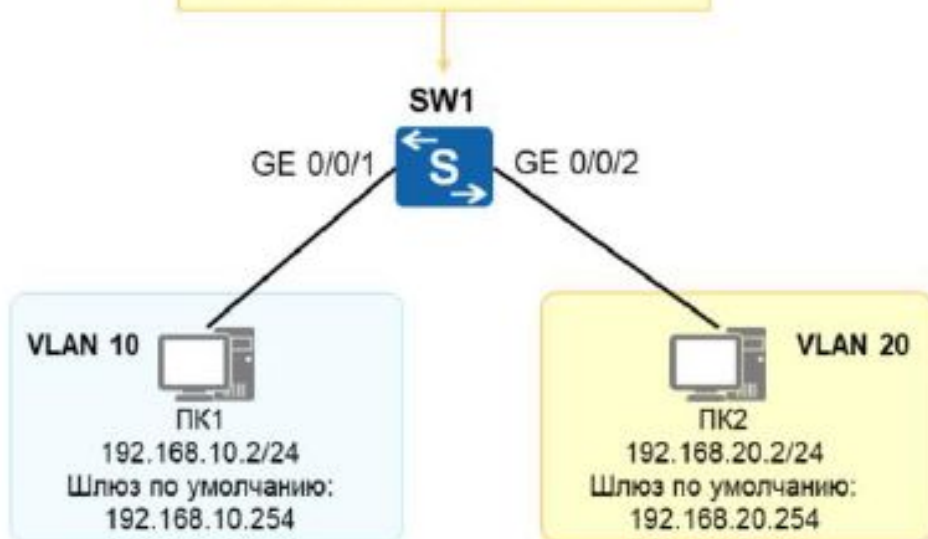 SW1
GE 0/0/1
S
GE 0/0/2
VLAN 10
ПК1
192.168.10.2/24
Шлюз по умолчанию:
192.168.10.254
VLAN 20
ПК2
192.168.20.2/24
Шлюз по умолчанию:
192.168.20.254